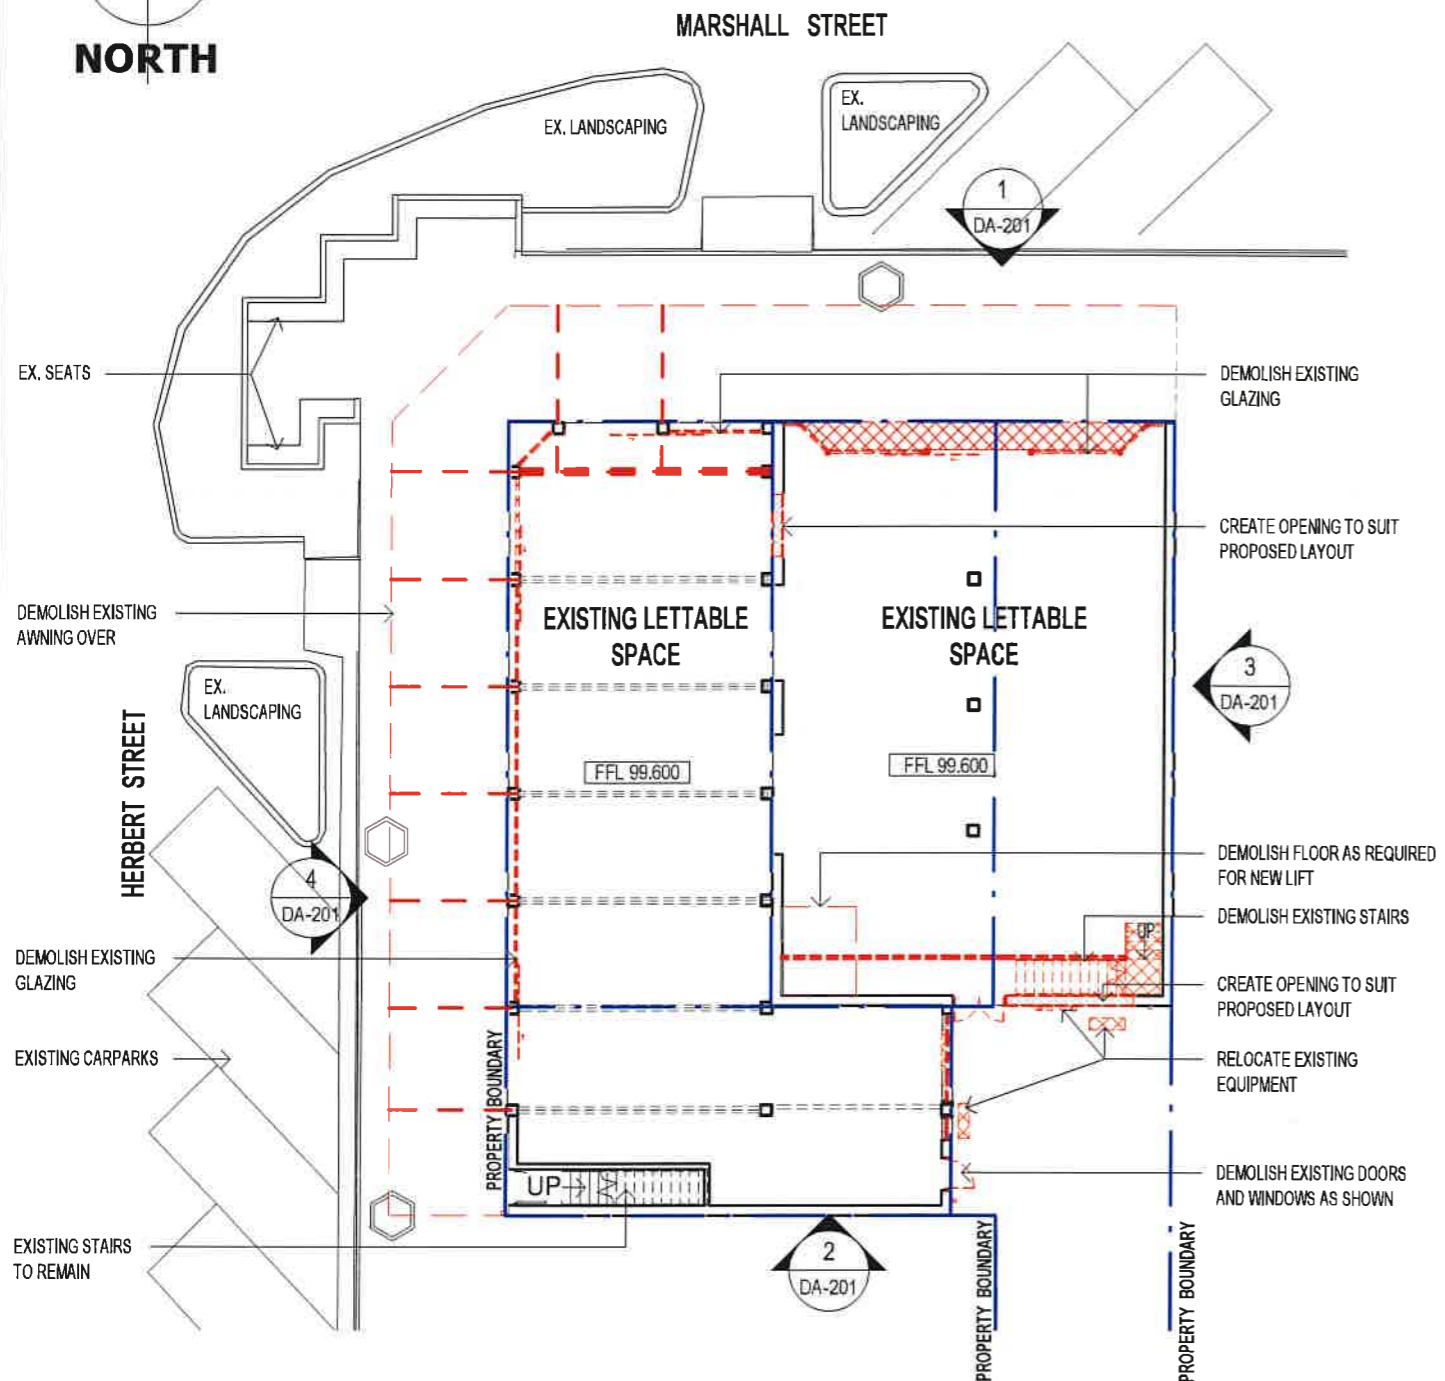 MARSHALL STREET
NORTH
EX. LANDSCAPING
EX.
LANDSCAPING
1
DA-201
EX. SEATS
DEMOLISH EXISTING
GLAZING
CREATE OPENING TO SUIT
PROPOSED LAYOUT
DEMOLISH EXISTING
AWNING OVER
EXISTING LETTABLE
SPACE
EXISTING LETTABLE
SPACE
3
DA-201
EX.
LANDSCAPING
HERBERT STREET
FFL 99.600
FFL 99.600
DEMOLISH FLOOR AS REQUIRED
FOR NEW LIFT
4
DA-201
DEMOLISH EXISTING STAIRS
UP
DEMOLISH EXISTING
GLAZING
CREATE OPENING TO SUIT
PROPOSED LAYOUT
EXISTING CARPARKS
RELOCATE EXISTING
EQUIPMENT
PROPERTY BOUNDARY
UP
DEMOLISH EXISTING DOORS
AND WINDOWS AS SHOWN
EXISTING STAIRS
TO REMAIN
2
DA-201
PROPERTY BOUNDARY
PROPERTY BOUNDARY